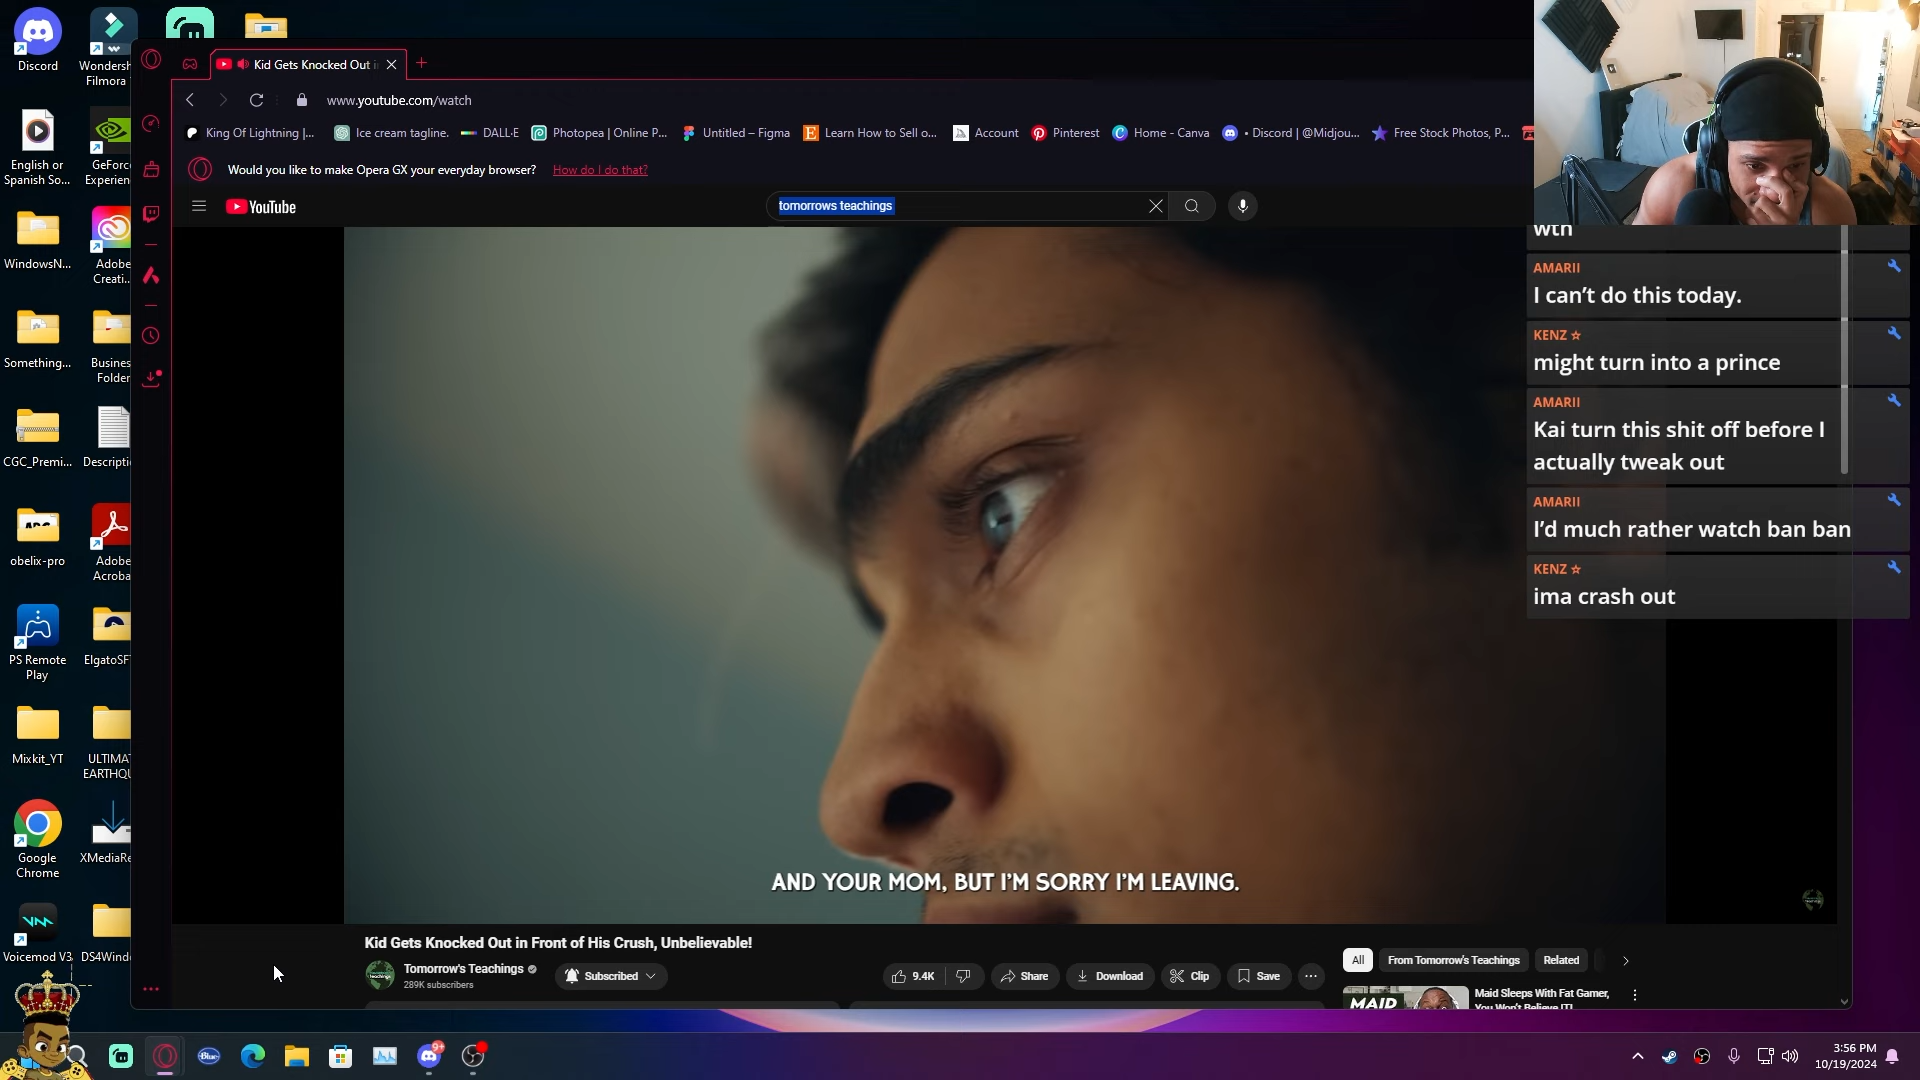 Discord
Wondersh...
Filmora
Kid Gets Knocked Out i
www.youtube.com/watch
King Of Lightning |...
Ice cream tagline.
DALL·E
Photopea | Online P...
Untitled – Figma
Learn How to Sell o...
Account
Pinterest
Home - Canva
• Discord | @Midjou...
Free Stock Photos, P...
Would you like to make Opera GX your everyday browser? How do I do that?
YouTube
tomorrows teachings
English or
Spanish So...
GeForc
Experien
WindowsN...
Adobe
Creati...
Something...
Busines
Folder
CGC_Premi...
Descripti
obelix-pro
Adobe
Acroba
PS Remote
Play
ElgatoSF
Mixkit_YT
ULTIMA
EARTHQU
Google
Chrome
XMediaRe
Voicemod V3
DS4Wind
wth
AMARII
I can't do this today.
KENZ ☆
might turn into a prince
AMARII
Kai turn this shit off before I
actually tweak out
AMARII
I'd much rather watch ban ban
KENZ ☆
ima crash out
AND YOUR MOM, BUT I'M SORRY I'M LEAVING.
Kid Gets Knocked Out in Front of His Crush, Unbelievable!
Tomorrow's Teachings
289K subscribers
Subscribed
9.4K
Share
Download
Clip
Save
All
From Tomorrow's Teachings
Related
MAID
Maid Sleeps With Fat Gamer,
You Won't Believe IT!
Blue
9+
3:56 PM
10/19/2024